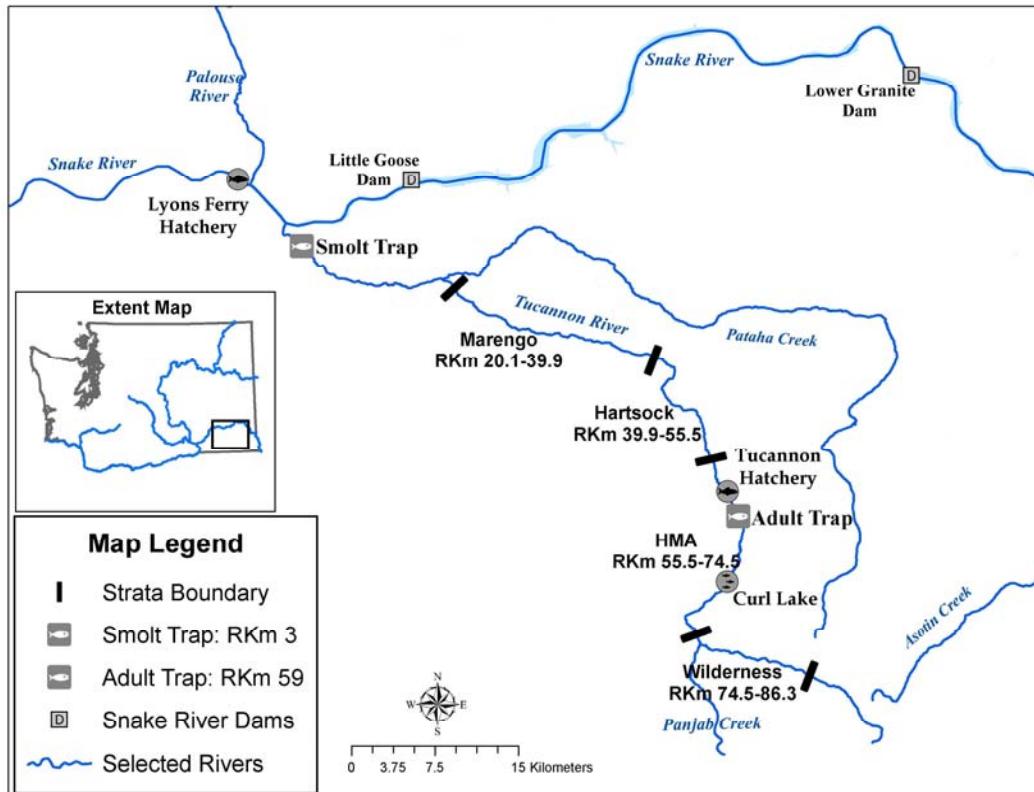 Palouse
River
Snake River
Lower Granite
Dam
D
Little Goose
Dam
D
Snake River
Lyons Ferry
Hatchery
Smolt Trap
Extent Map
Tucannon River
Pataha Creek
Marengo
RKm 20.1-39.9
Hartsock
RKm 39.9-55.5
Tucannon
Hatchery
Adult Trap
HMA
RKm 55.5-74.5
Curl Lake
Asotin Creek
Wilderness
RKm 74.5-86.3
Panjab Creek
Map Legend
Strata Boundary
Smolt Trap: RKm 3
Adult Trap: RKm 59
D Snake River Dams
Selected Rivers
N
W E
S
0 3.75 7.5 15 Kilometers